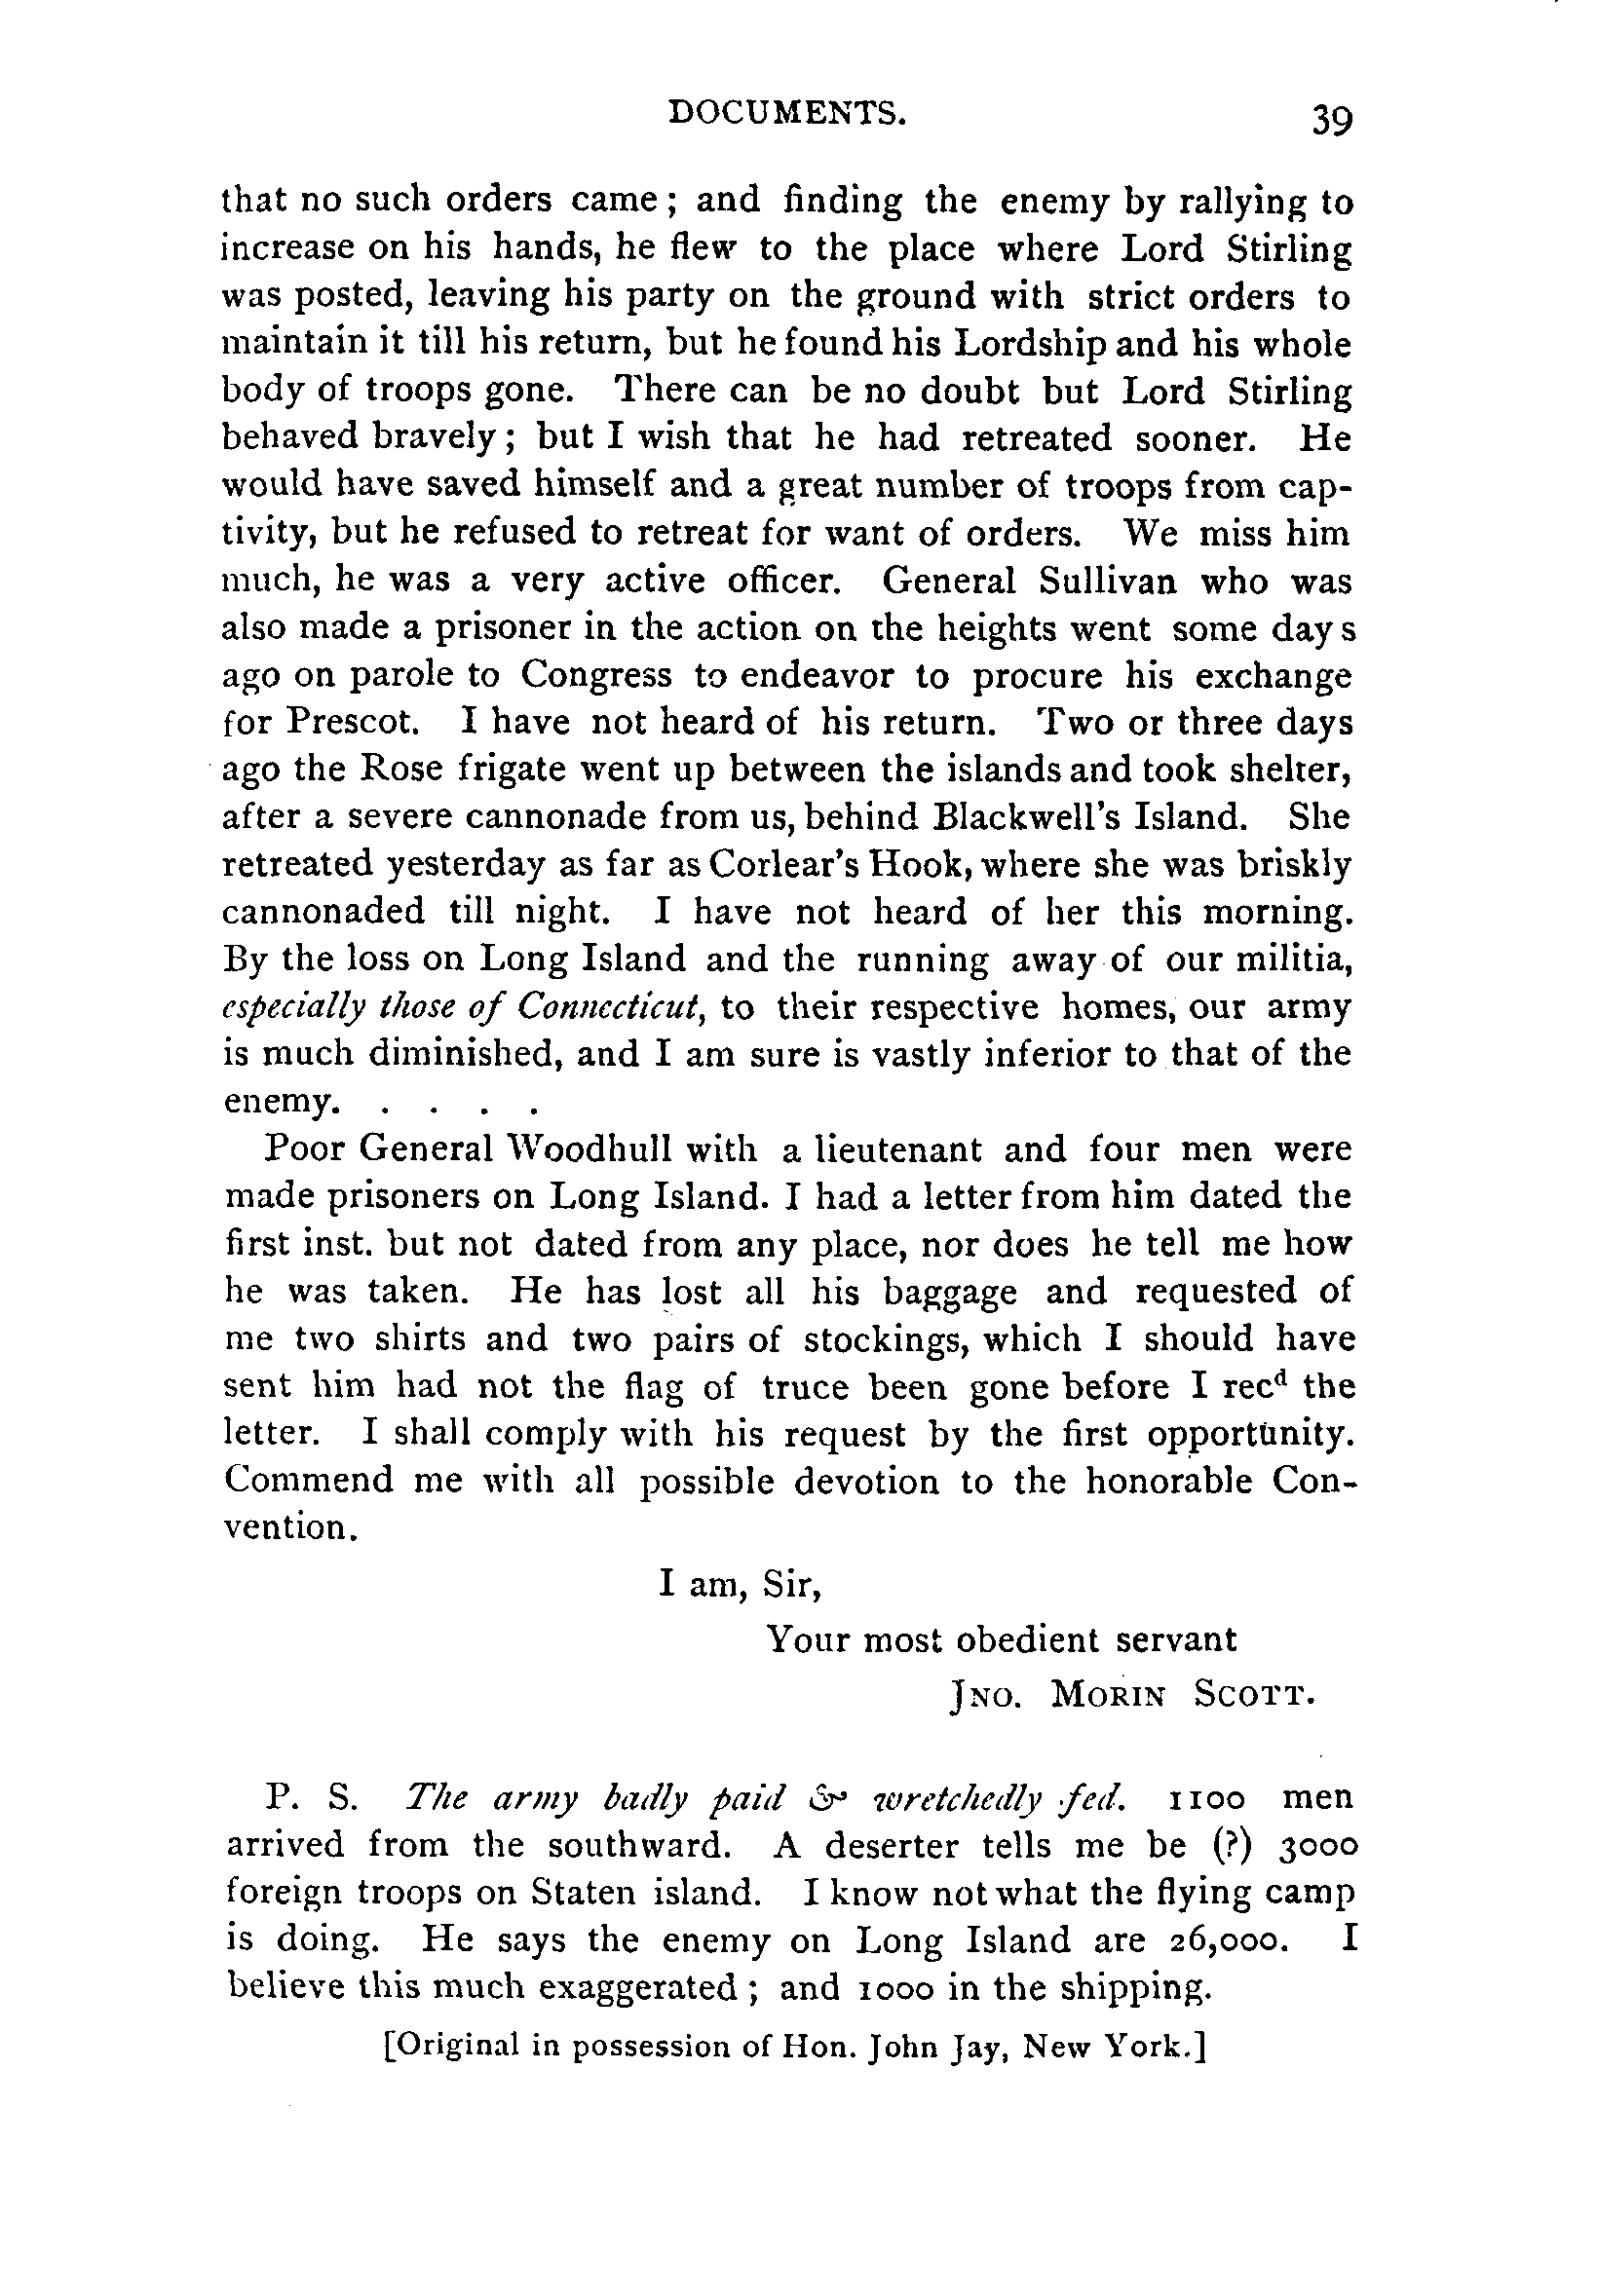 DOCUMENTS. 39
that no such orders came; and finding the enemy by rallying to
increase on his hands, he flew to the place where Lord Stirling
was posted, leaving his party on the ground with strict orders to
maintain it till his return, but he found his Lordship and his whole
body of troops gone. There can be no doubt but Lord Stirling
behaved bravely; but I wish that he had retreated sooner. He
would have saved himself and a great number of troops from cap-
tivity, but he refused to retreat for want of orders. We miss him
much, he was a very active officer. General Sullivan who was
also made a prisoner in the action on the heights went some days
ago on parole to Congress to endeavor to procure his exchange
for Prescot. I have not heard of his return. Two or three days
ago the Rose frigate went up between the islands and took shelter,
after a severe cannonade from us, behind Blackwell's Island. She
retreated yesterday as far as Corlear's Hook, where she was briskly
cannonaded till night. I have not heard of her this morning.
By the loss on Long Island and the running away of our militia,
especially those of Connecticut, to their respective homes, our army
is much diminished, and I am sure is vastly inferior to that of the
enemy. . . . .
Poor General Woodhull with a lieutenant and four men were
made prisoners on Long Island. I had a letter from him dated the
first inst. but not dated from any place, nor does he tell me how
he was taken. He has lost all his baggage and requested of
me two shirts and two pairs of stockings, which I should have
sent him had not the flag of truce been gone before I recᵈ the
letter. I shall comply with his request by the first opportunity.
Commend me with all possible devotion to the honorable Con-
vention.
I am, Sir,
Your most obedient servant
JNO. MORIN SCOTT.
P. S. The army badly paid & wretchedly fed. 1100 men
arrived from the southward. A deserter tells me be (?) 3000
foreign troops on Staten island. I know not what the flying camp
is doing. He says the enemy on Long Island are 26,000. I
believe this much exaggerated; and 1000 in the shipping.
[Original in possession of Hon. John Jay, New York.]